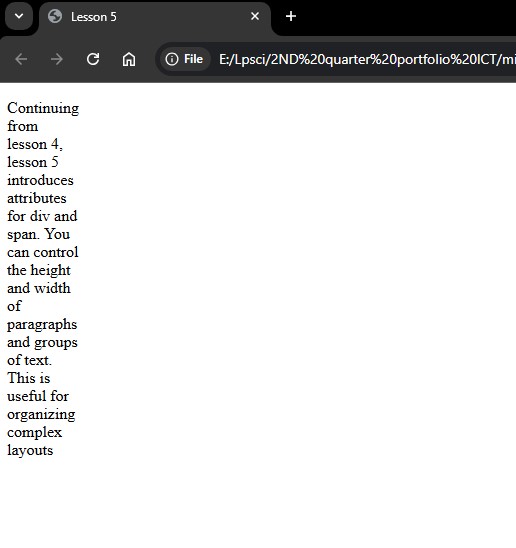 Lesson 5
File
E:/Lpsci/2ND%20quarter%20portfolio%20ICT/mi
Continuing
from
lesson 4,
lesson 5
introduces
attributes
for div and
span. You
can control
the height
and width
of
paragraphs
and groups
of text.
This is
useful for
organizing
complex
layouts